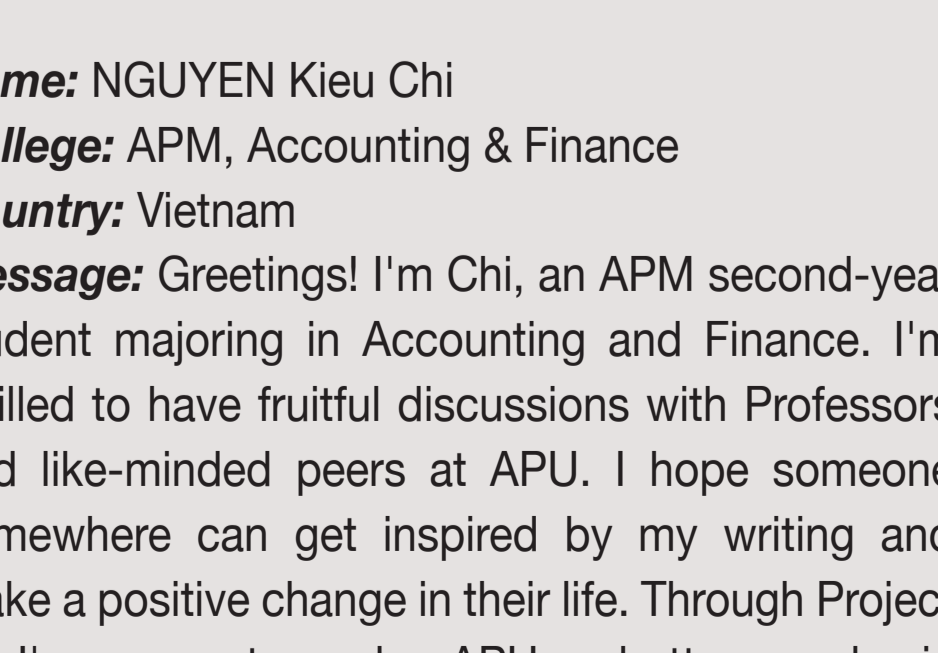 me: NGUYEN Kieu Chi
llege: APM, Accounting & Finance
untry: Vietnam
essage: Greetings! I'm Chi, an APM second-yea
dent majoring in Accounting and Finance. I'm
illed to have fruitful discussions with Professors
d like-minded peers at APU. I hope someone
mewhere can get inspired by my writing and
ake a positive change in their life. Through Projec